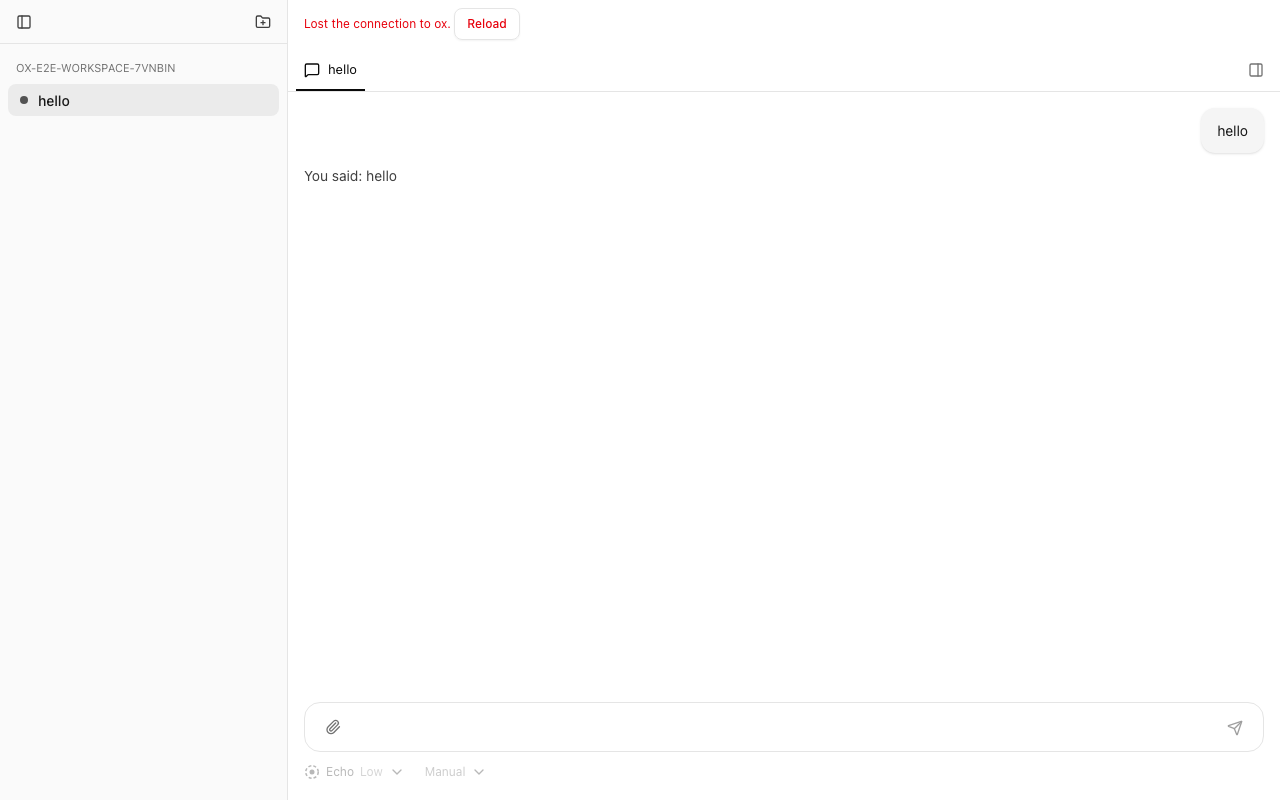 Lost the connection to ox. Reload
OX-E2E-WORKSPACE-7VNBIN
hello
hello
hello
You said: hello
Echo Low Manual